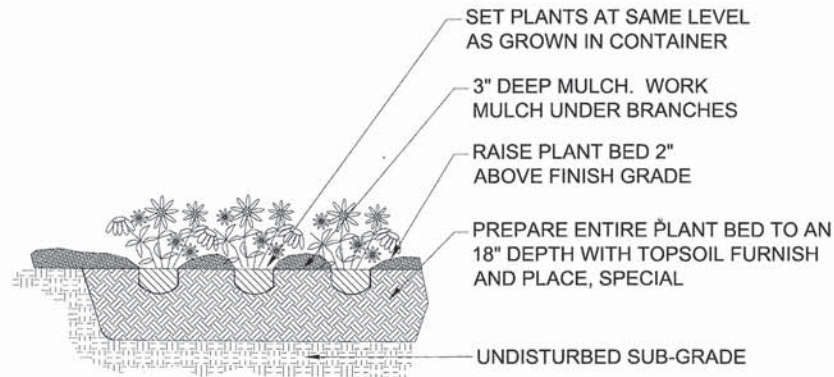 SET PLANTS AT SAME LEVEL
AS GROWN IN CONTAINER
3" DEEP MULCH. WORK
MULCH UNDER BRANCHES
RAISE PLANT BED 2"
ABOVE FINISH GRADE
PREPARE ENTIRE PLANT BED TO AN
18" DEPTH WITH TOPSOIL FURNISH
AND PLACE, SPECIAL
UNDISTURBED SUB-GRADE